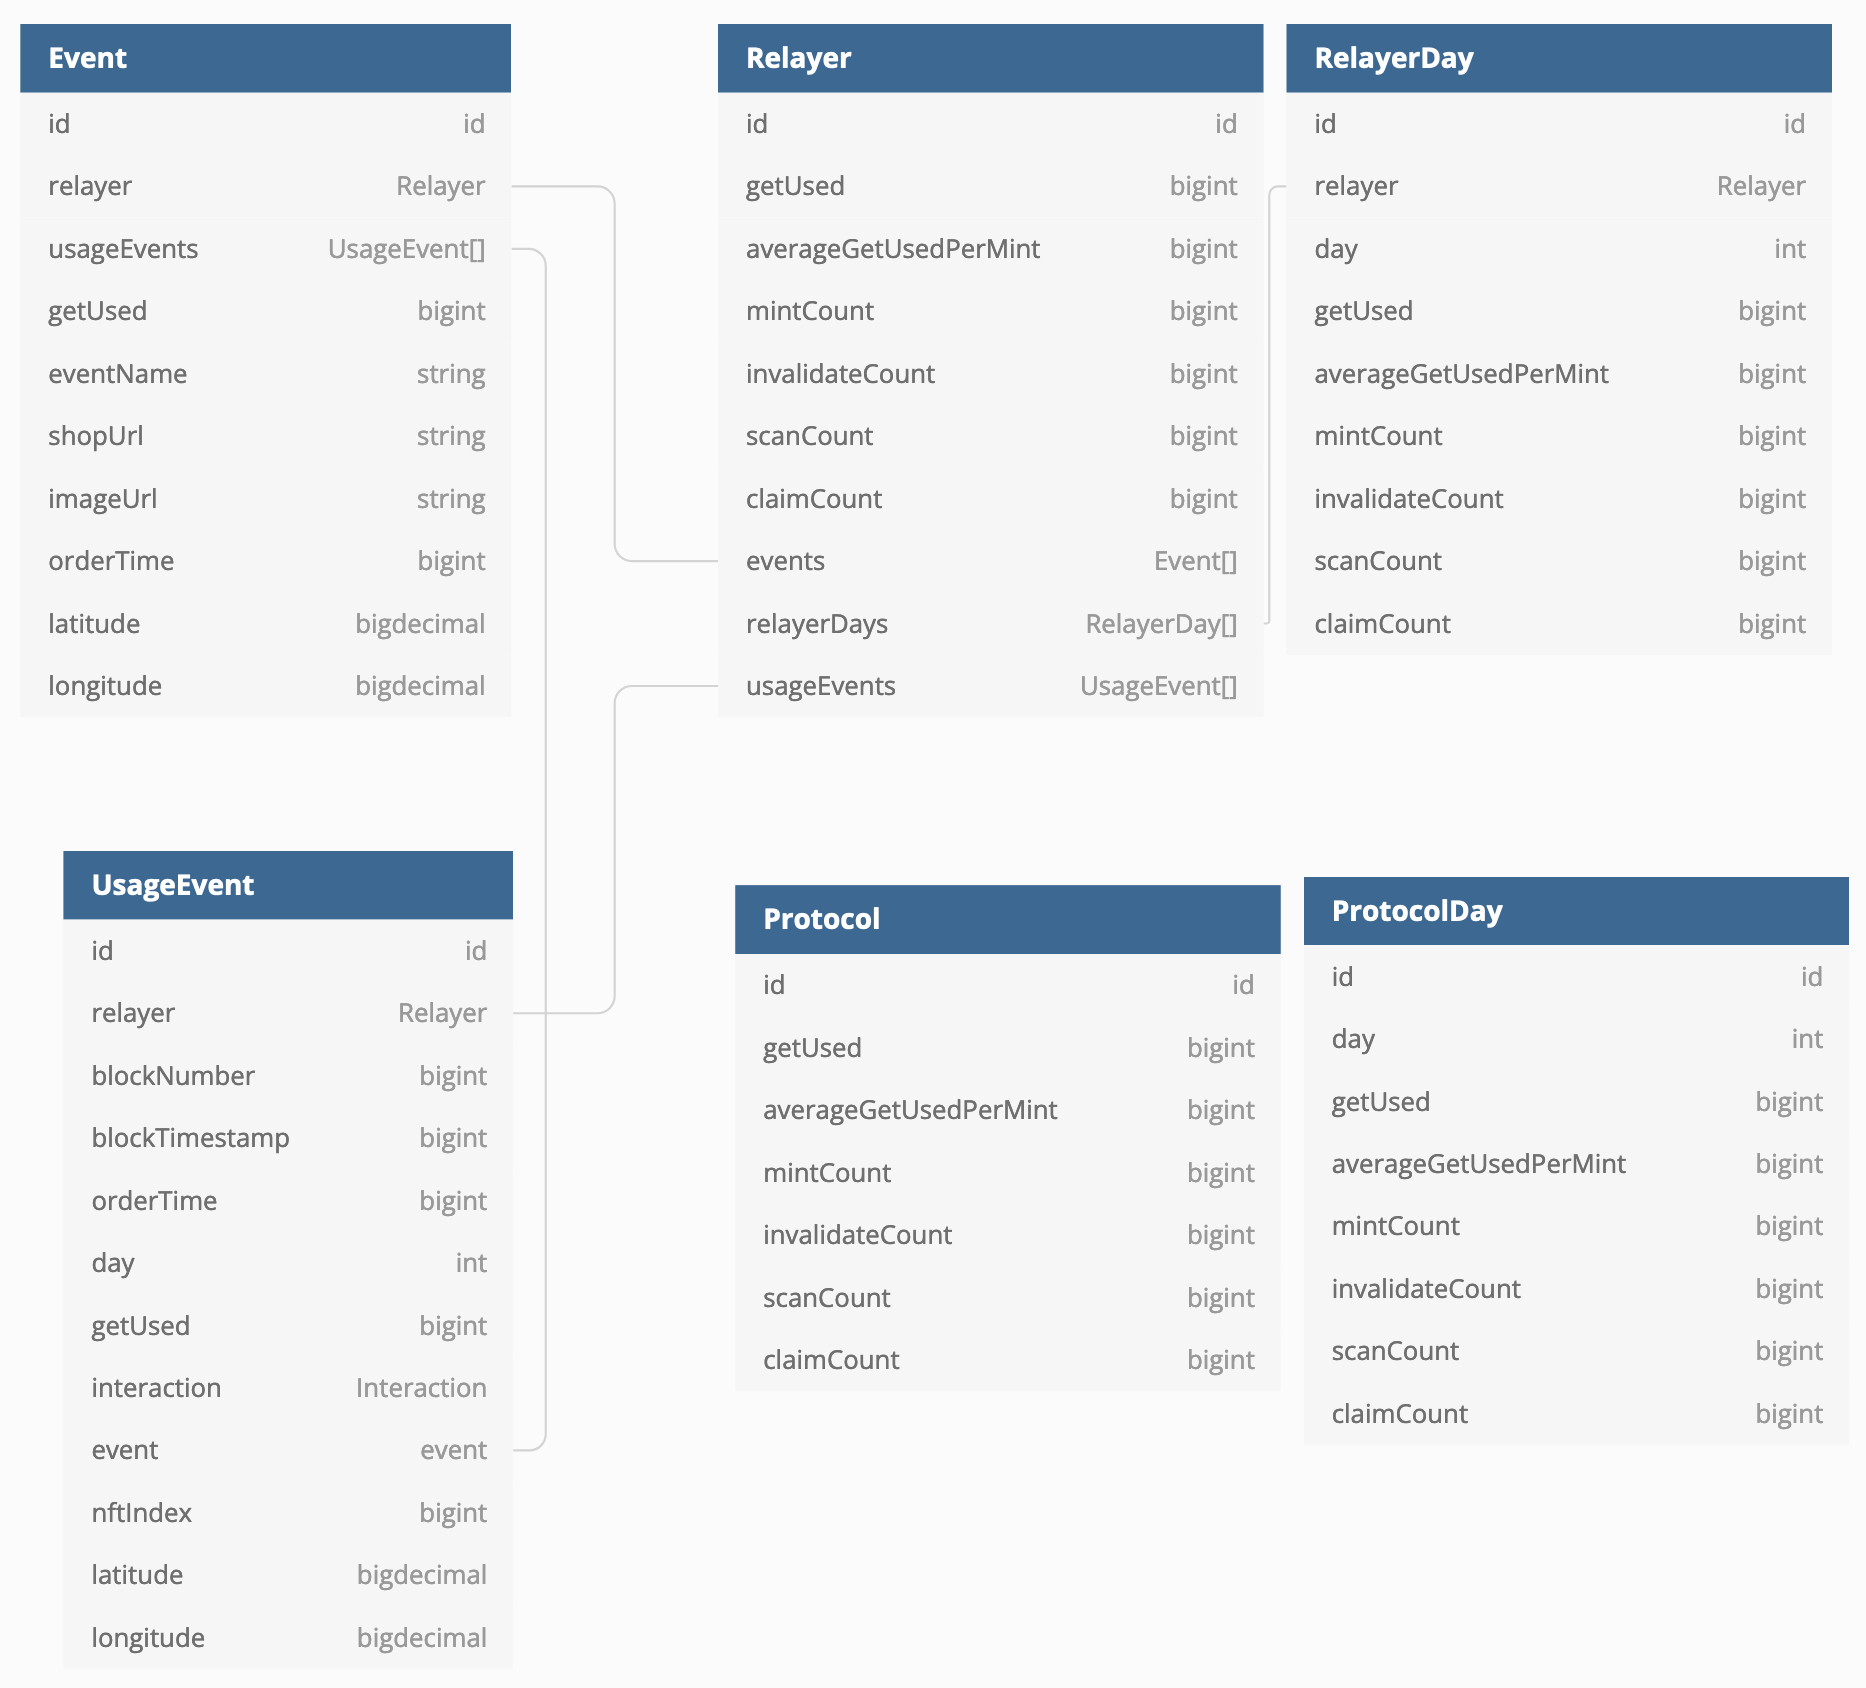 Event
id id
relayer Relayer
usageEvents UsageEvent[]
getUsed bigint
eventName string
shopUrl string
imageUrl string
orderTime bigint
latitude bigdecimal
longitude bigdecimal
Relayer
id id
getUsed bigint
averageGetUsedPerMint bigint
mintCount bigint
invalidateCount bigint
scanCount bigint
claimCount bigint
events Event[]
relayerDays RelayerDay[]
usageEvents UsageEvent[]
RelayerDay
id id
relayer Relayer
day int
getUsed bigint
averageGetUsedPerMint bigint
mintCount bigint
invalidateCount bigint
scanCount bigint
claimCount bigint
UsageEvent
id id
relayer Relayer
blockNumber bigint
blockTimestamp bigint
orderTime bigint
day int
getUsed bigint
interaction Interaction
event event
nftIndex bigint
latitude bigdecimal
longitude bigdecimal
Protocol
id id
getUsed bigint
averageGetUsedPerMint bigint
mintCount bigint
invalidateCount bigint
scanCount bigint
claimCount bigint
ProtocolDay
id id
day int
getUsed bigint
averageGetUsedPerMint bigint
mintCount bigint
invalidateCount bigint
scanCount bigint
claimCount bigint